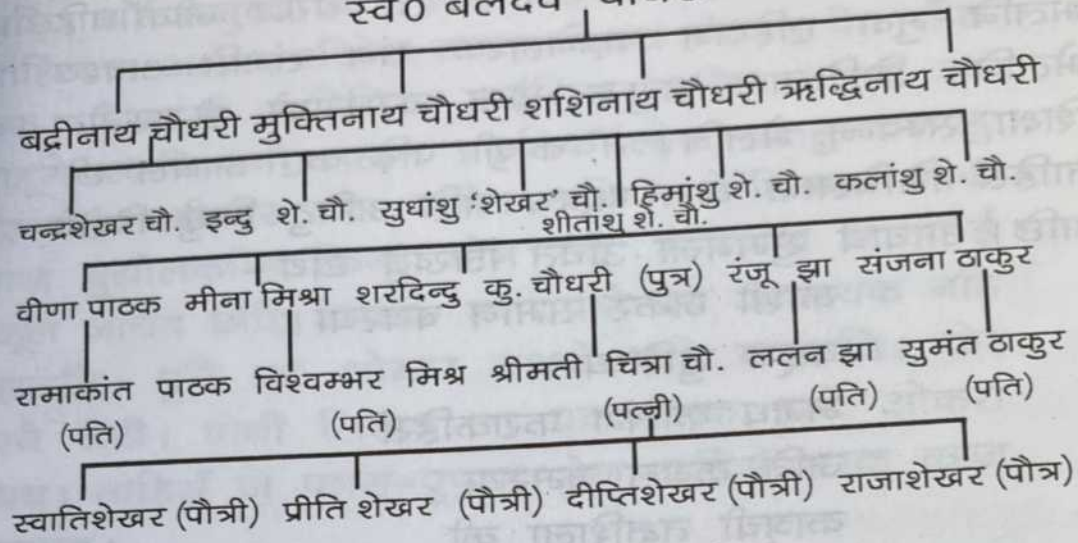 स्व0 बलदेव
बद्रीनाथ चौधरी मुक्तिनाथ चौधरी शशिनाथ चौधरी ऋद्धिनाथ चौधरी
चन्द्रशेखर चौ. इन्दु शे. चौ. सुधांशु 'शेखर' चौ. हिमांशु शे. चौ. कलांशु शे. चौ.
शीतांशु शे. चौ.
वीणा पाठक मीना मिश्रा शरदिन्दु कु. चौधरी (पुत्र) रंजू झा संजना ठाकुर
रामाकांत पाठक विश्वम्भर मिश्र श्रीमती चित्रा चौ. ललन झा सुमंत ठाकुर
(पति) (पति) (पत्नी) (पति) (पति)
स्वातिशेखर (पौत्री) प्रीति शेखर (पौत्री) दीप्तिशेखर (पौत्री) राजाशेखर (पौत्र)